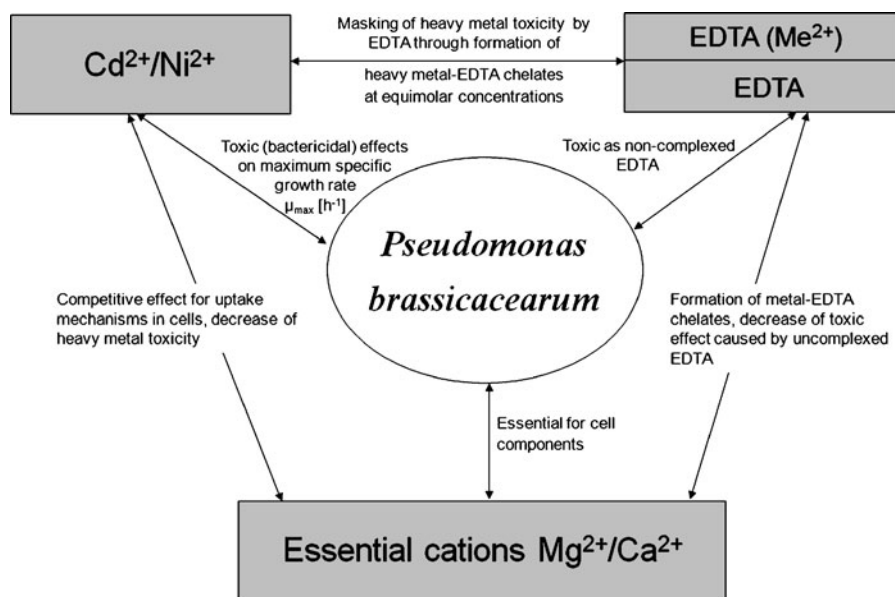 Masking of heavy metal toxicity by
EDTA through formation of
heavy metal-EDTA chelates
at equimolar concentrations
Cd²⁺/Ni²⁺
EDTA (Me²⁺)
EDTA
Toxic (bactericidal) effects
on maximum specific
growth rate
μmax [h⁻¹]
Toxic as non-complexed
EDTA
Pseudomonas
brassicacearum
Competitive effect for uptake
mechanisms in cells, decrease of
heavy metal toxicity
Formation of metal-EDTA
chelates, decrease of toxic
effect caused by uncomplexed
EDTA
Essential for cell
components
Essential cations Mg²⁺/Ca²⁺